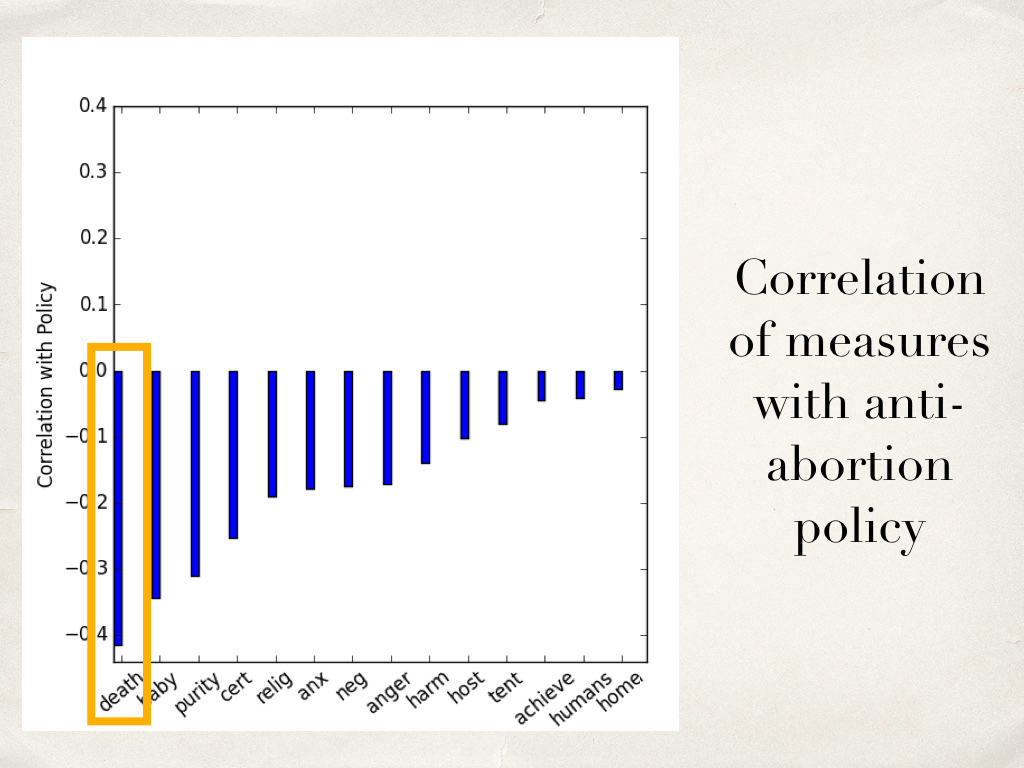 0.4
0.3
0.2
0.1
0.0
−0.1
−0.2
−0.3
−0.4
Correlation with Policy
death
baby
purity
cert
relig
anx
neg
anger
harm
host
tent
achieve
humans
home
Correlation
of measures
with anti-
abortion
policy